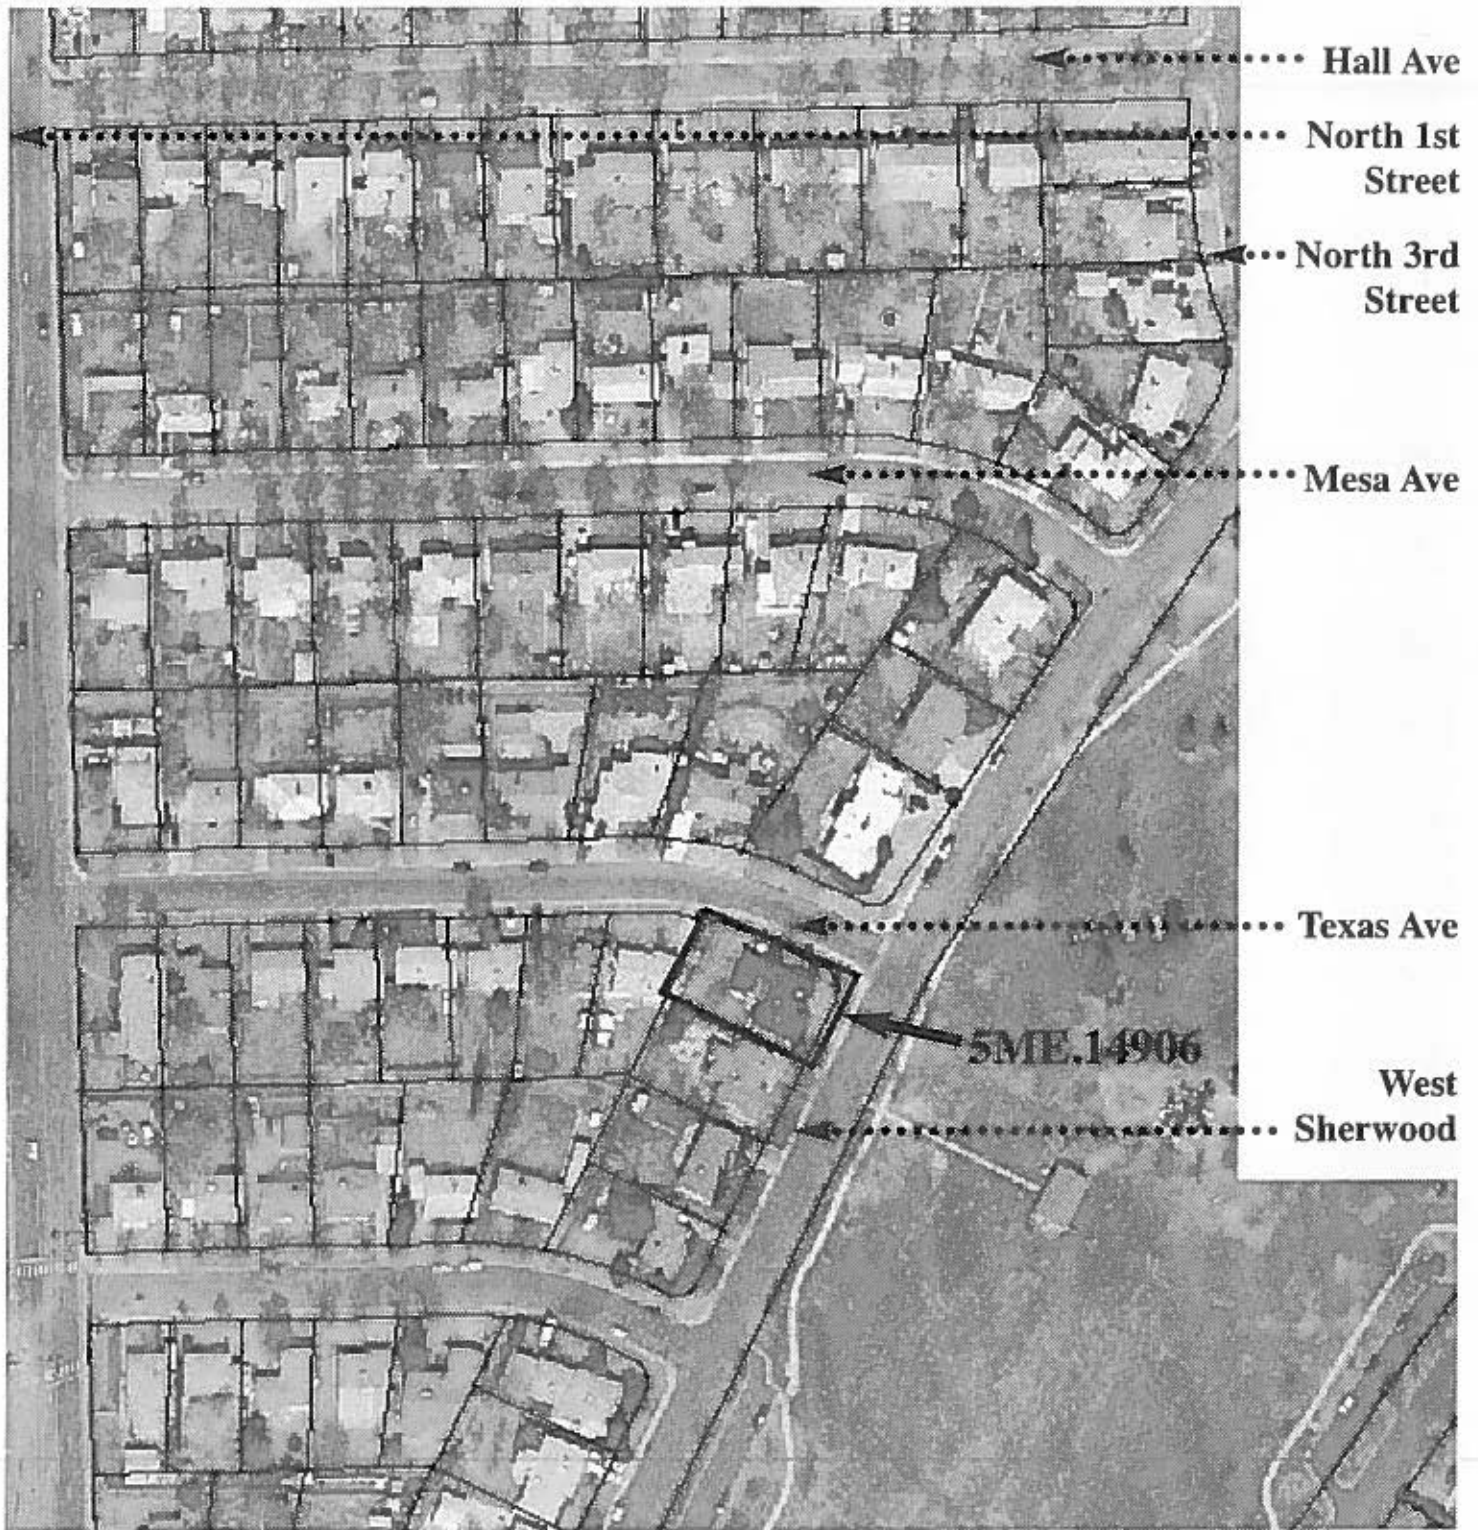 Hall Ave
North 1st
Street
North 3rd
Street
Mesa Ave
Texas Ave
5ME.14906
West
Sherwood